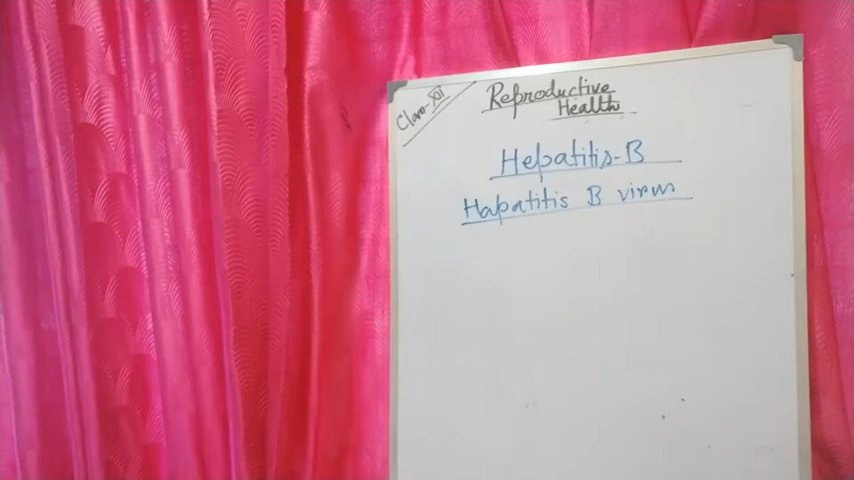 Class-XII
Reproductive
Health
Hepatitis-B
Hapatitis B virus